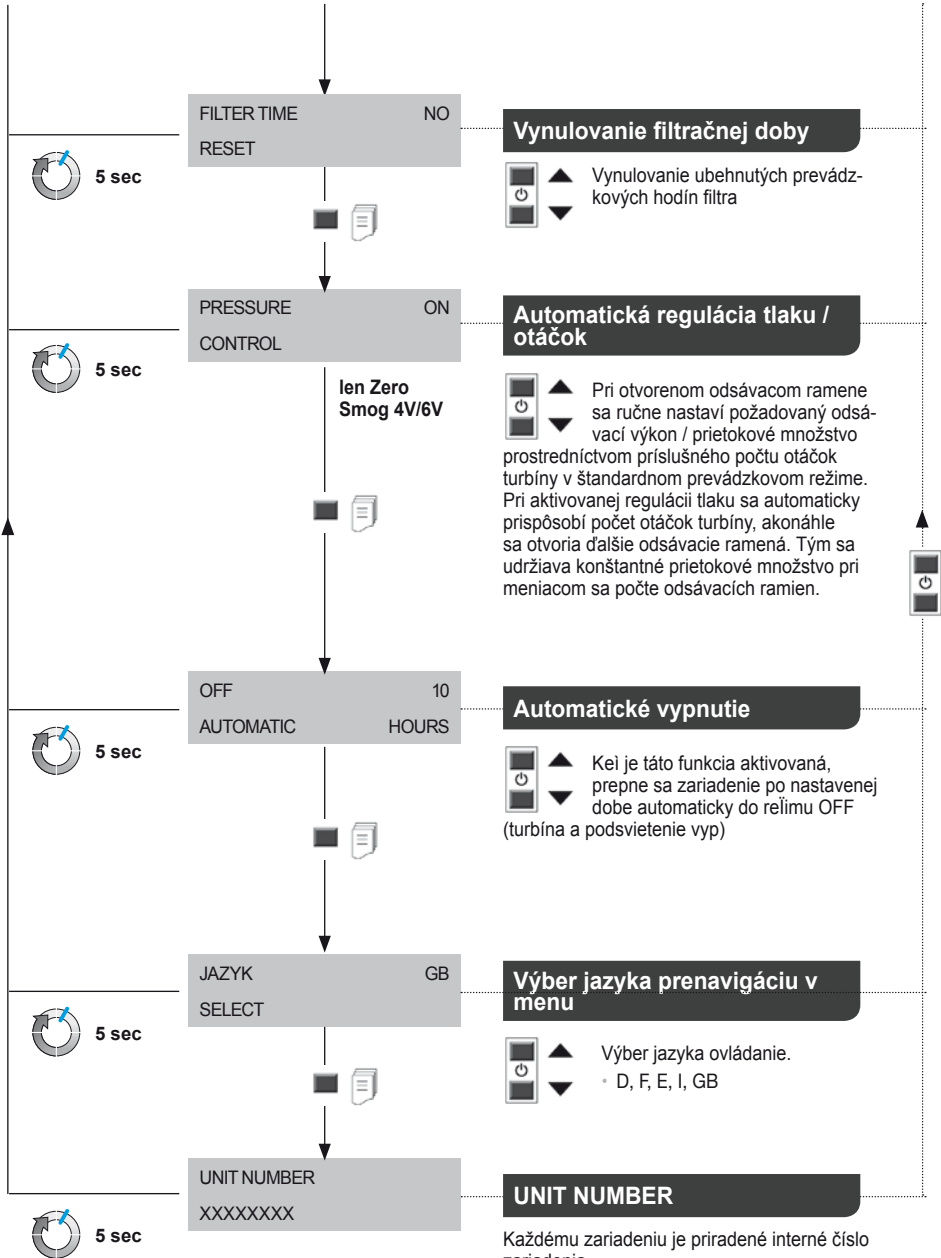 FILTER TIME NO
RESET
5 sec
Vynulovanie filtračnej doby
Vynulovanie ubehnutých prevádz-
kových hodín filtra
PRESSURE ON
CONTROL
5 sec
len Zero
Smog 4V/6V
Automatická regulácia tlaku /
otáčok
Pri otvorenom odsávacom ramene
sa ručne nastaví požadovaný odsá-
vací výkon / prietokové množstvo
prostredníctvom príslušného počtu otáčok
turbíny v štandardnom prevádzkovom režime.
Pri aktivovanej regulácii tlaku sa automaticky
prispôsobí počet otáčok turbíny, akonáhle
sa otvoria ďalšie odsávacie ramená. Tým sa
udržiava konštantné prietokové množstvo pri
meniacom sa počte odsávacích ramien.
OFF 10
AUTOMATIC HOURS
5 sec
Automatické vypnutie
Keì je táto funkcia aktivovaná,
prepne sa zariadenie po nastavenej
dobe automaticky do reÏimu OFF
(turbína a podsvietenie vyp)
JAZYK GB
SELECT
5 sec
Výber jazyka prenavigáciu v
menu
Výber jazyka ovládanie.
• D, F, E, I, GB
UNIT NUMBER
XXXXXXXX
5 sec
UNIT NUMBER
Každému zariadeniu je priradené interné číslo